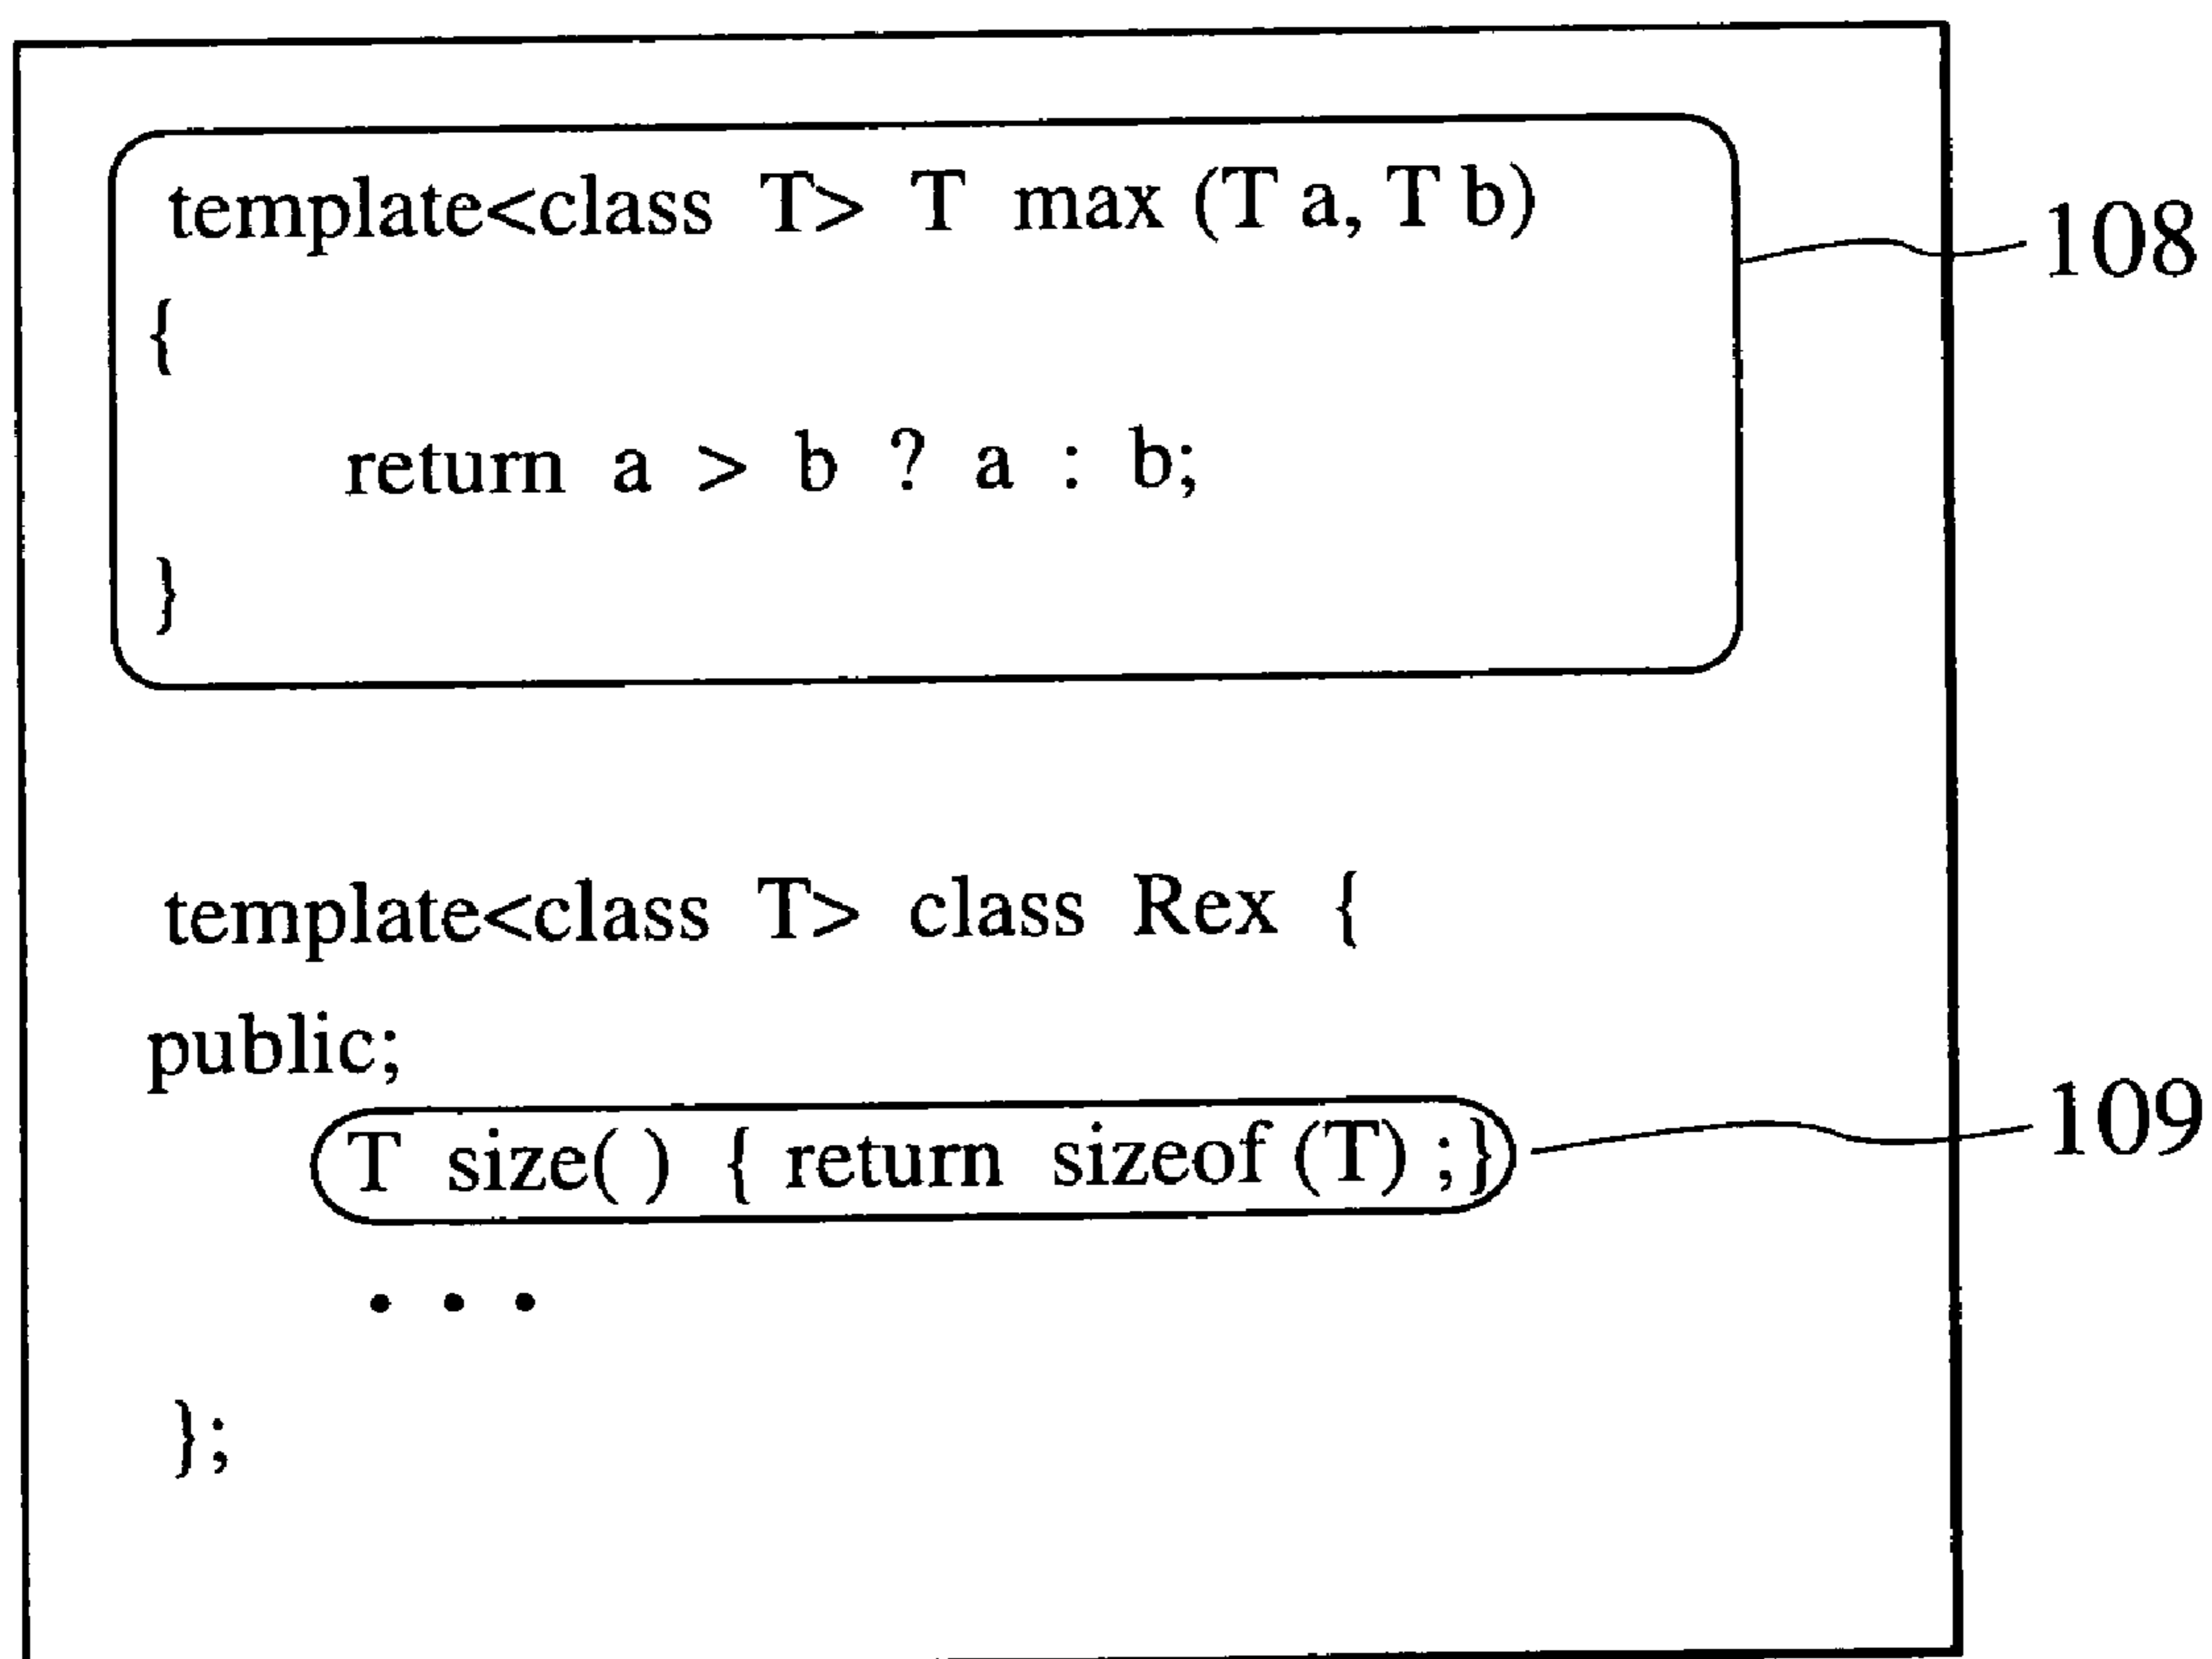 template<class T> T max (T a, T b)
108
{
return a > b ? a : b;
}
template<class T> class Rex {
public;
T size( ) { return sizeof (T) ;}
109
• • •
};